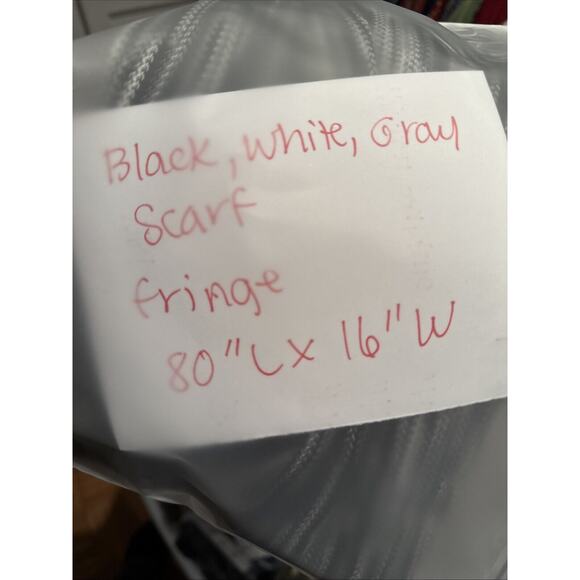 Black, White, Gray
Scarf
fringe
80" L x 16" W